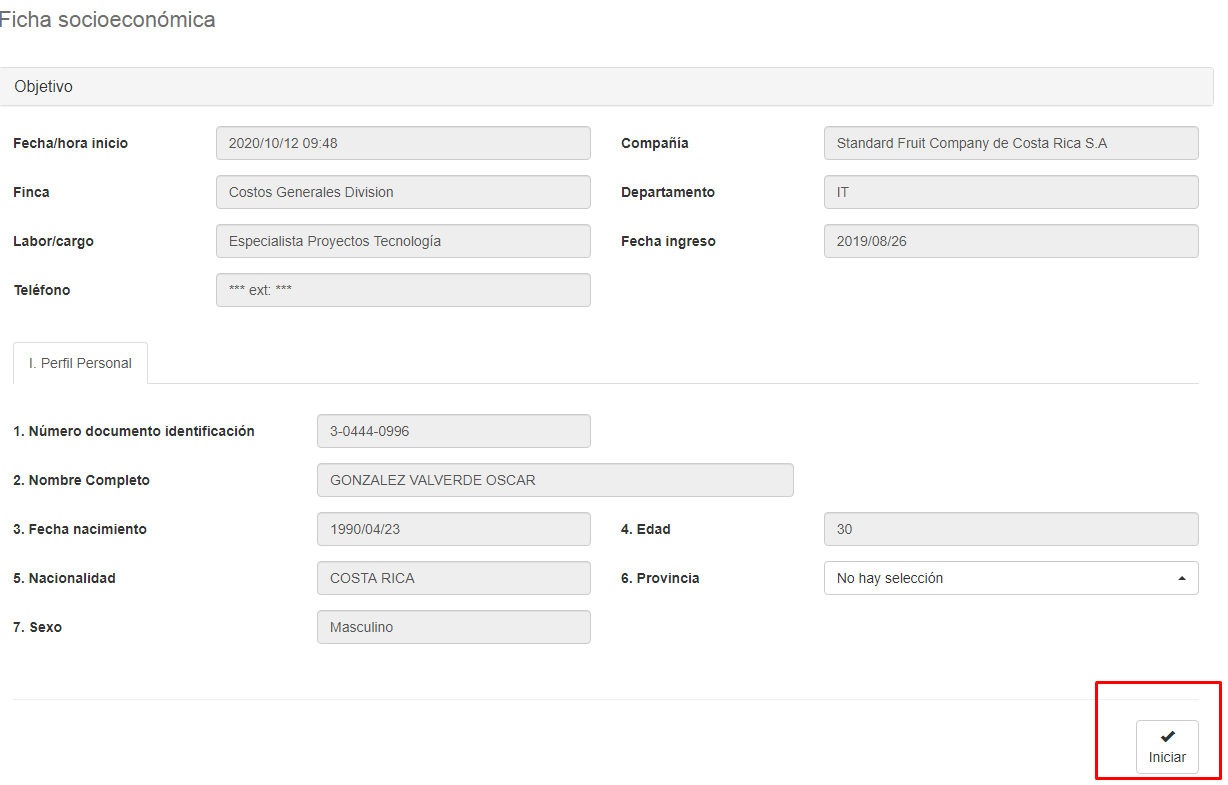 Ficha socioeconómica
Objetivo
Fecha/hora inicio 2020/10/12 09:48 Compañía Standard Fruit Company de Costa Rica S.A
Finca Costos Generales Division Departamento IT
Labor/cargo Especialista Proyectos Tecnología Fecha ingreso 2019/08/26
Teléfono *** ext: ***
I. Perfil Personal
1. Número documento identificación 3-0444-0996
2. Nombre Completo GONZALEZ VALVERDE OSCAR
3. Fecha nacimiento 1990/04/23 4. Edad 30
5. Nacionalidad COSTA RICA 6. Provincia No hay selección
7. Sexo Masculino
Iniciar